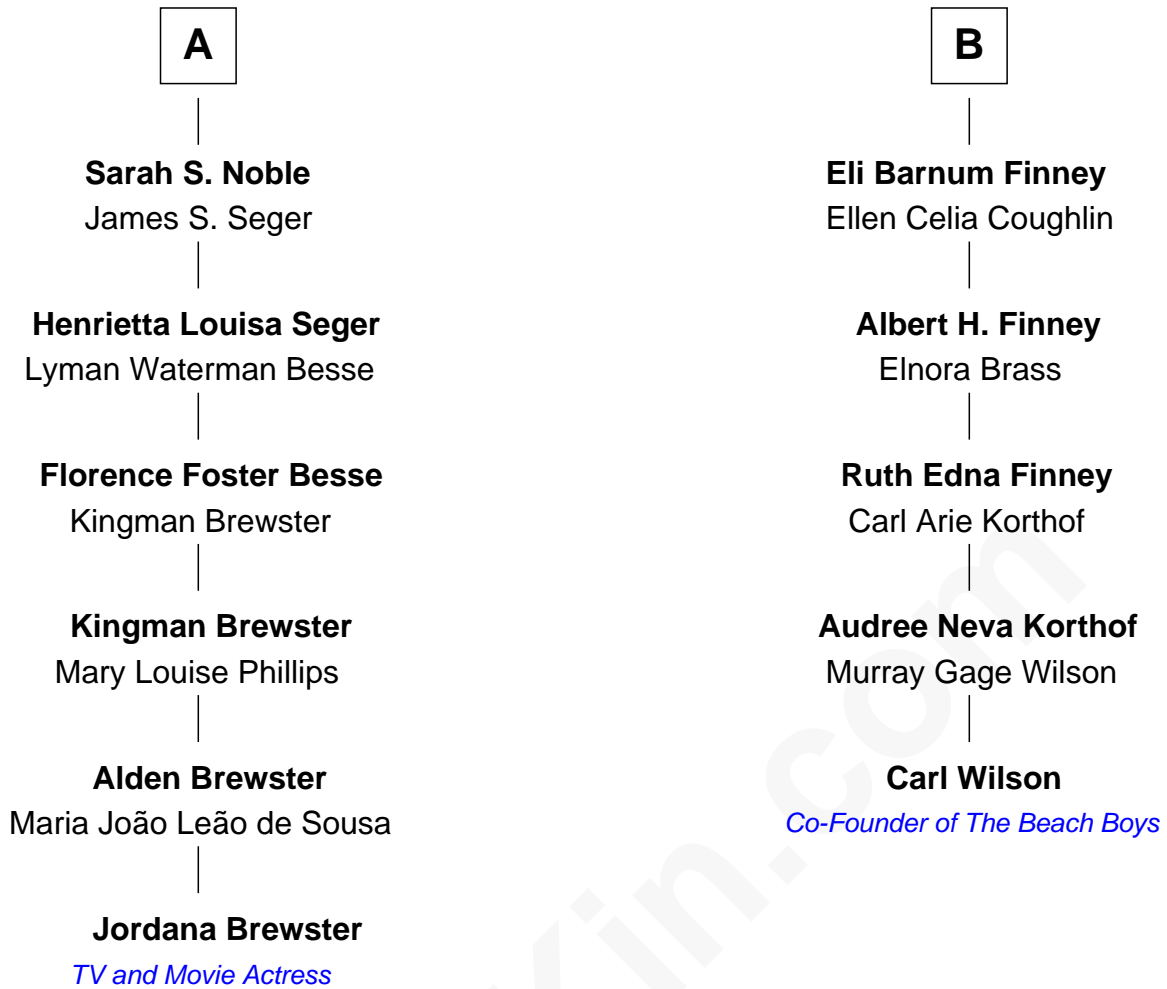 A
Sarah S. Noble
James S. Seger
Henrietta Louisa Seger
Lyman Waterman Besse
Florence Foster Besse
Kingman Brewster
Kingman Brewster
Mary Louise Phillips
Alden Brewster
Maria João Leão de Sousa
Jordana Brewster
TV and Movie Actress
B
Eli Barnum Finney
Ellen Celia Coughlin
Albert H. Finney
Elnora Brass
Ruth Edna Finney
Carl Arie Korthof
Audree Neva Korthof
Murray Gage Wilson
Carl Wilson
Co-Founder of The Beach Boys
Kin.com